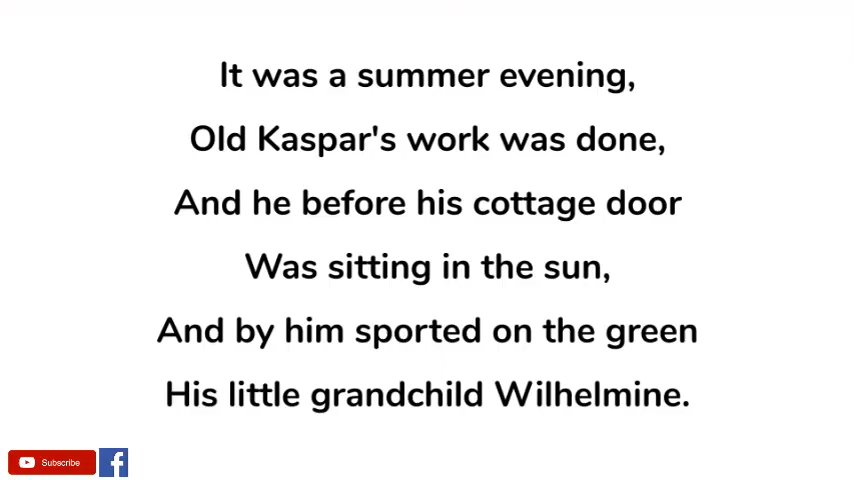 It was a summer evening,
Old Kaspar's work was done,
And he before his cottage door
Was sitting in the sun,
And by him sported on the green
His little grandchild Wilhelmine.
Subscribe